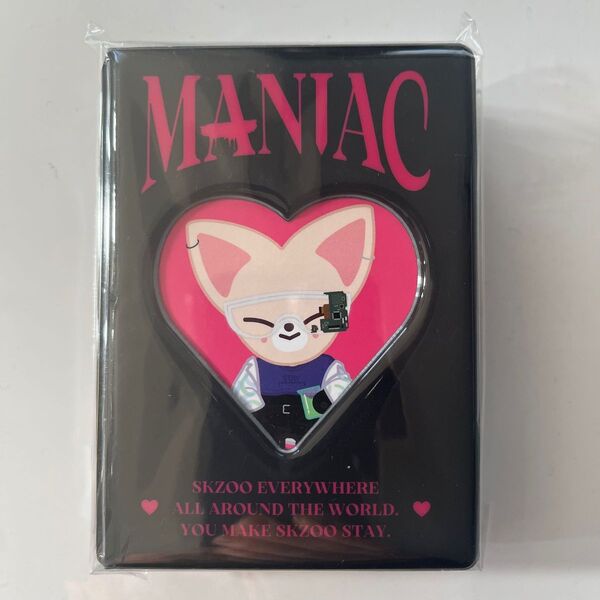 MANIAC
SKZOO EVERYWHERE
ALL AROUND THE WORLD.
YOU MAKE SKZOO STAY.